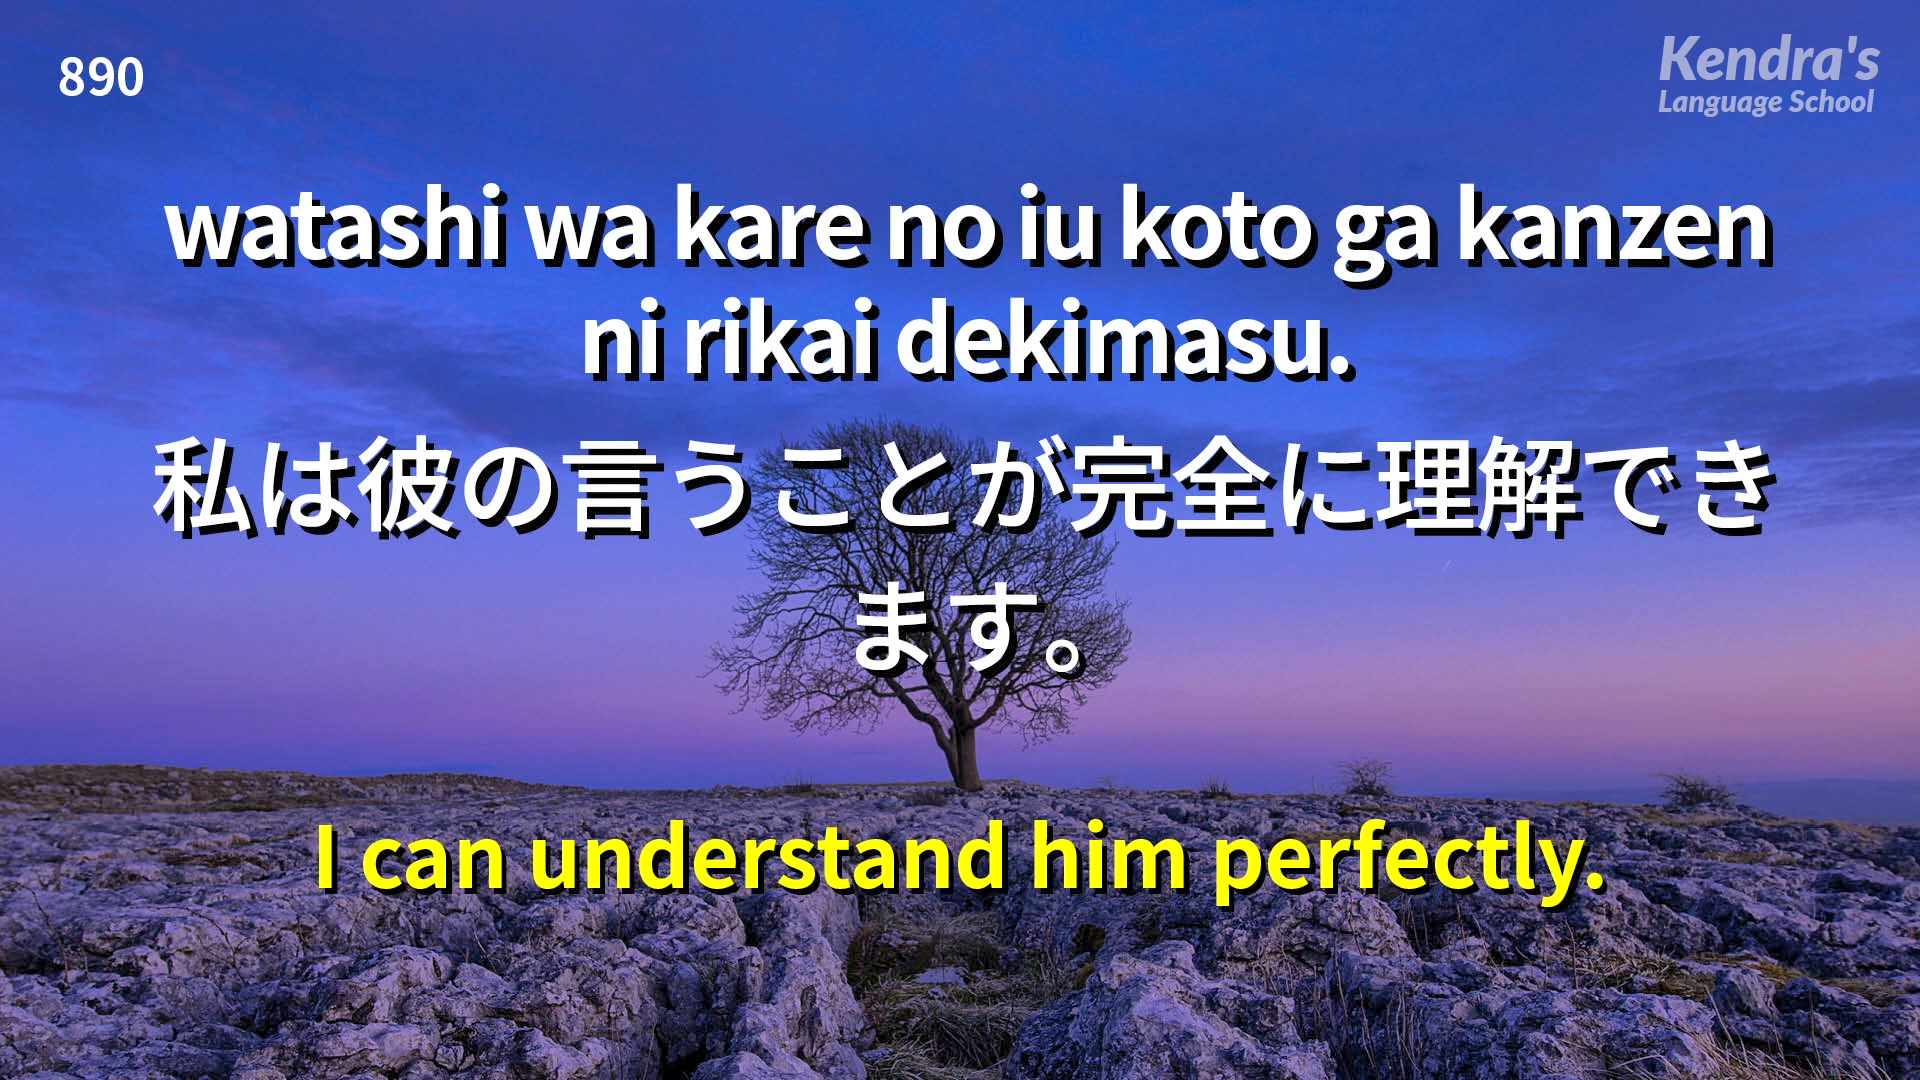 890
Kendra's
Language School
watashi wa kare no iu koto ga kanzen
ni rikai dekimasu.
私は彼の言うことが完全に理解でき
ます。
I can understand him perfectly.